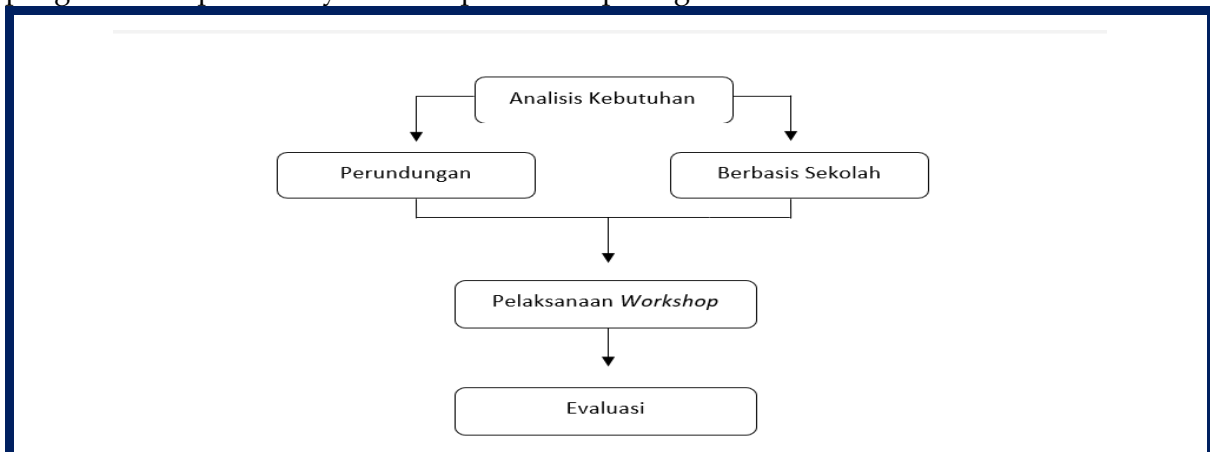 Analisis Kebutuhan
Perundungan
Berbasis Sekolah
Pelaksanaan Workshop
Evaluasi